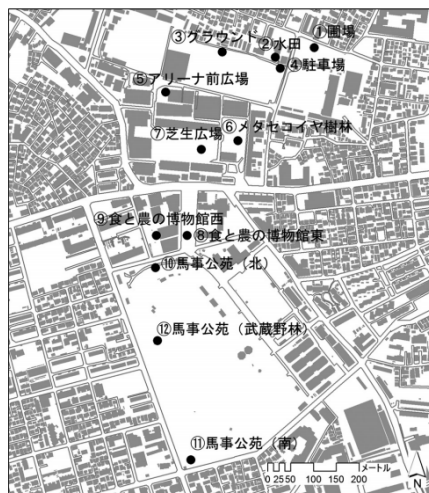 ①圃場
③グラウンド
②水田
④駐車場
⑤アリーナ前広場
⑥メタセコイヤ樹林
⑦芝生広場
⑨食と農の博物館西
⑧食と農の博物館東
⑩馬事公苑（北）
⑫馬事公苑（武蔵野林）
⑪馬事公苑（南）
メートル
0 25 50 100 150 200
N